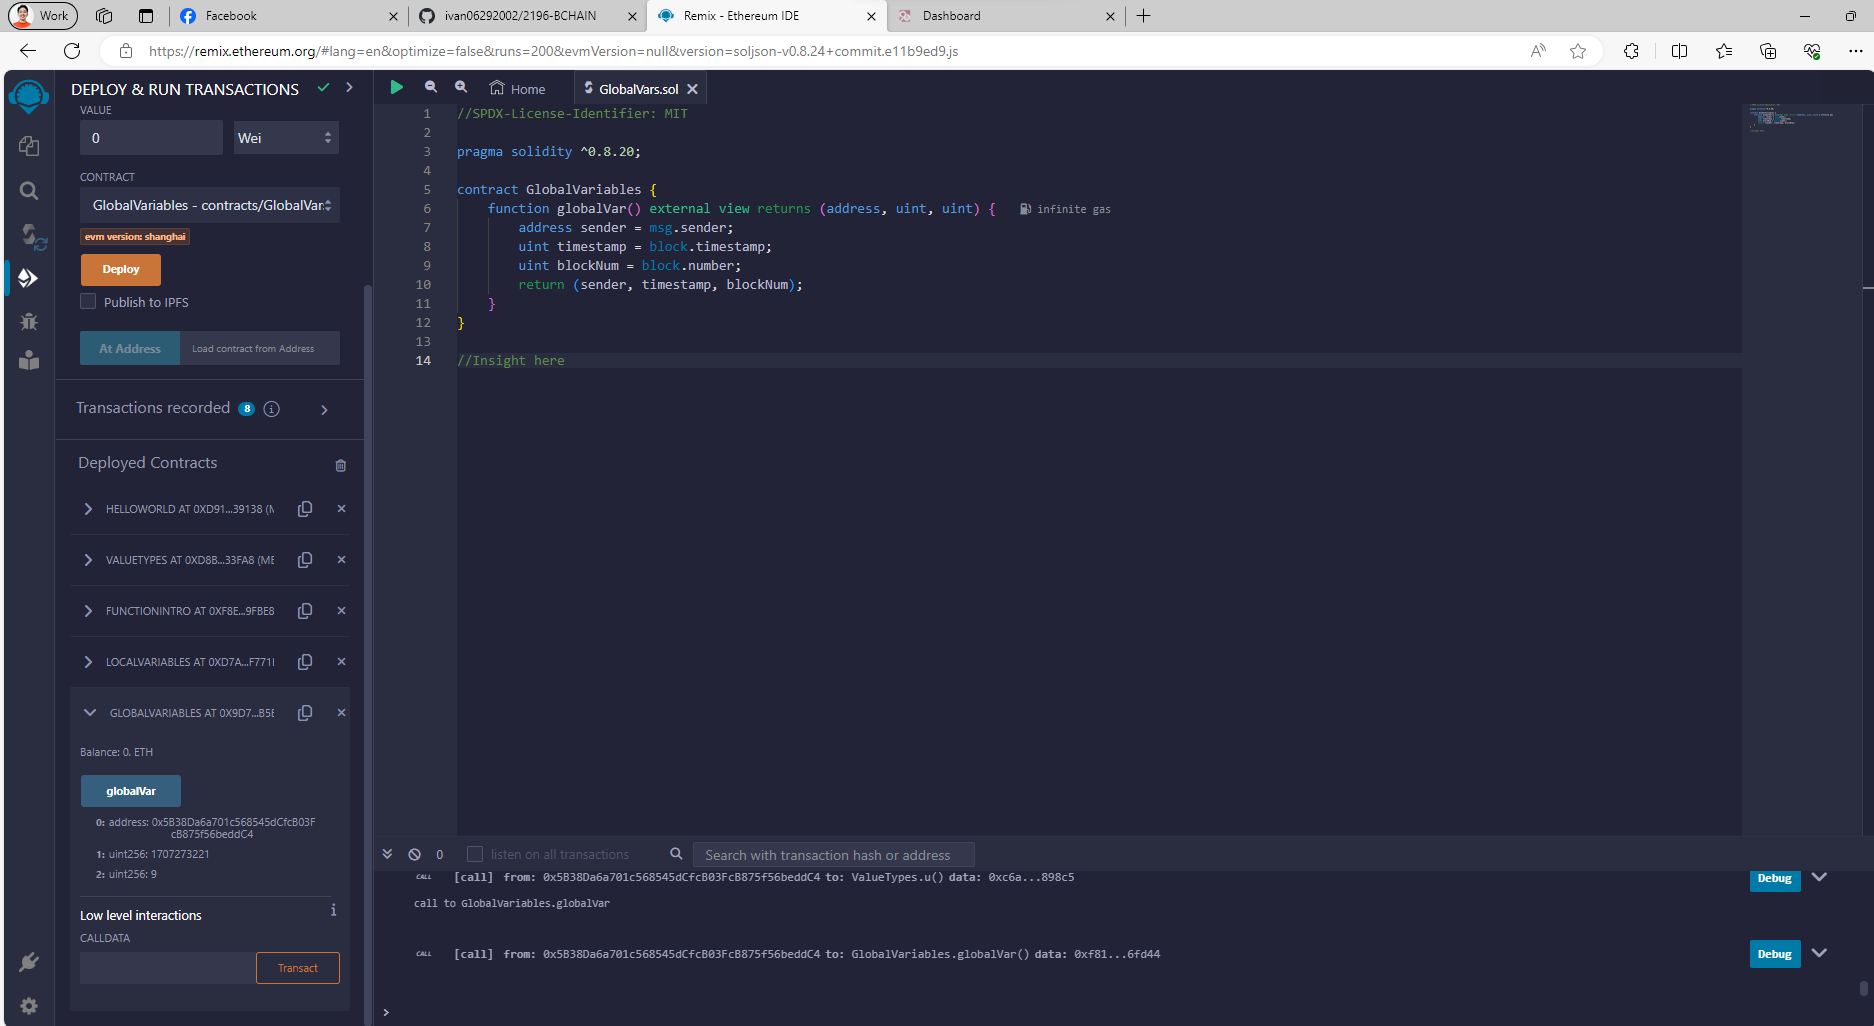 Work
Facebook
ivan06292002/2196-BCHAIN
Remix - Ethereum IDE
Dashboard
https://remix.ethereum.org/#lang=en&optimize=false&runs=200&evmVersion=null&version=soljson-v0.8.24+commit.e11b9ed9.js
DEPLOY & RUN TRANSACTIONS
VALUE
0
Wei
CONTRACT
GlobalVariables - contracts/GlobalVar
evm version: shanghai
Deploy
Publish to IPFS
At Address
Load contract from Address
Transactions recorded 8 i
Deployed Contracts
HELLOWORLD AT 0XD91...39138 (M
VALUETYPES AT 0XD8B...33FA8 (ME
FUNCTIONINTRO AT 0XF8E...9FBE8
LOCALVARIABLES AT 0XD7A...F771I
GLOBALVARIABLES AT 0X9D7...B5E
Balance: 0. ETH
globalVar
0: address: 0x5B38Da6a701c568545dCfcB03F
cB875f56beddC4
1: uint256: 1707273221
2: uint256: 9
Low level interactions
i
CALLDATA
Transact
Home
GlobalVars.sol
1 //SPDX-License-Identifier: MIT
2
3 pragma solidity ^0.8.20;
4
5 contract GlobalVariables {
6 function globalVar() external view returns (address, uint, uint) { infinite gas
7 address sender = msg.sender;
8 uint timestamp = block.timestamp;
9 uint blockNum = block.number;
10 return (sender, timestamp, blockNum);
11 }
12 }
13
14 //Insight here
0
listen on all transactions
Search with transaction hash or address
CALL [call] from: 0x5B38Da6a701c568545dCfcB03FcB875f56beddC4 to: ValueTypes.u() data: 0xc6a...898c5
Debug
call to GlobalVariables.globalVar
CALL [call] from: 0x5B38Da6a701c568545dCfcB03FcB875f56beddC4 to: GlobalVariables.globalVar() data: 0xf81...6fd44
Debug
>